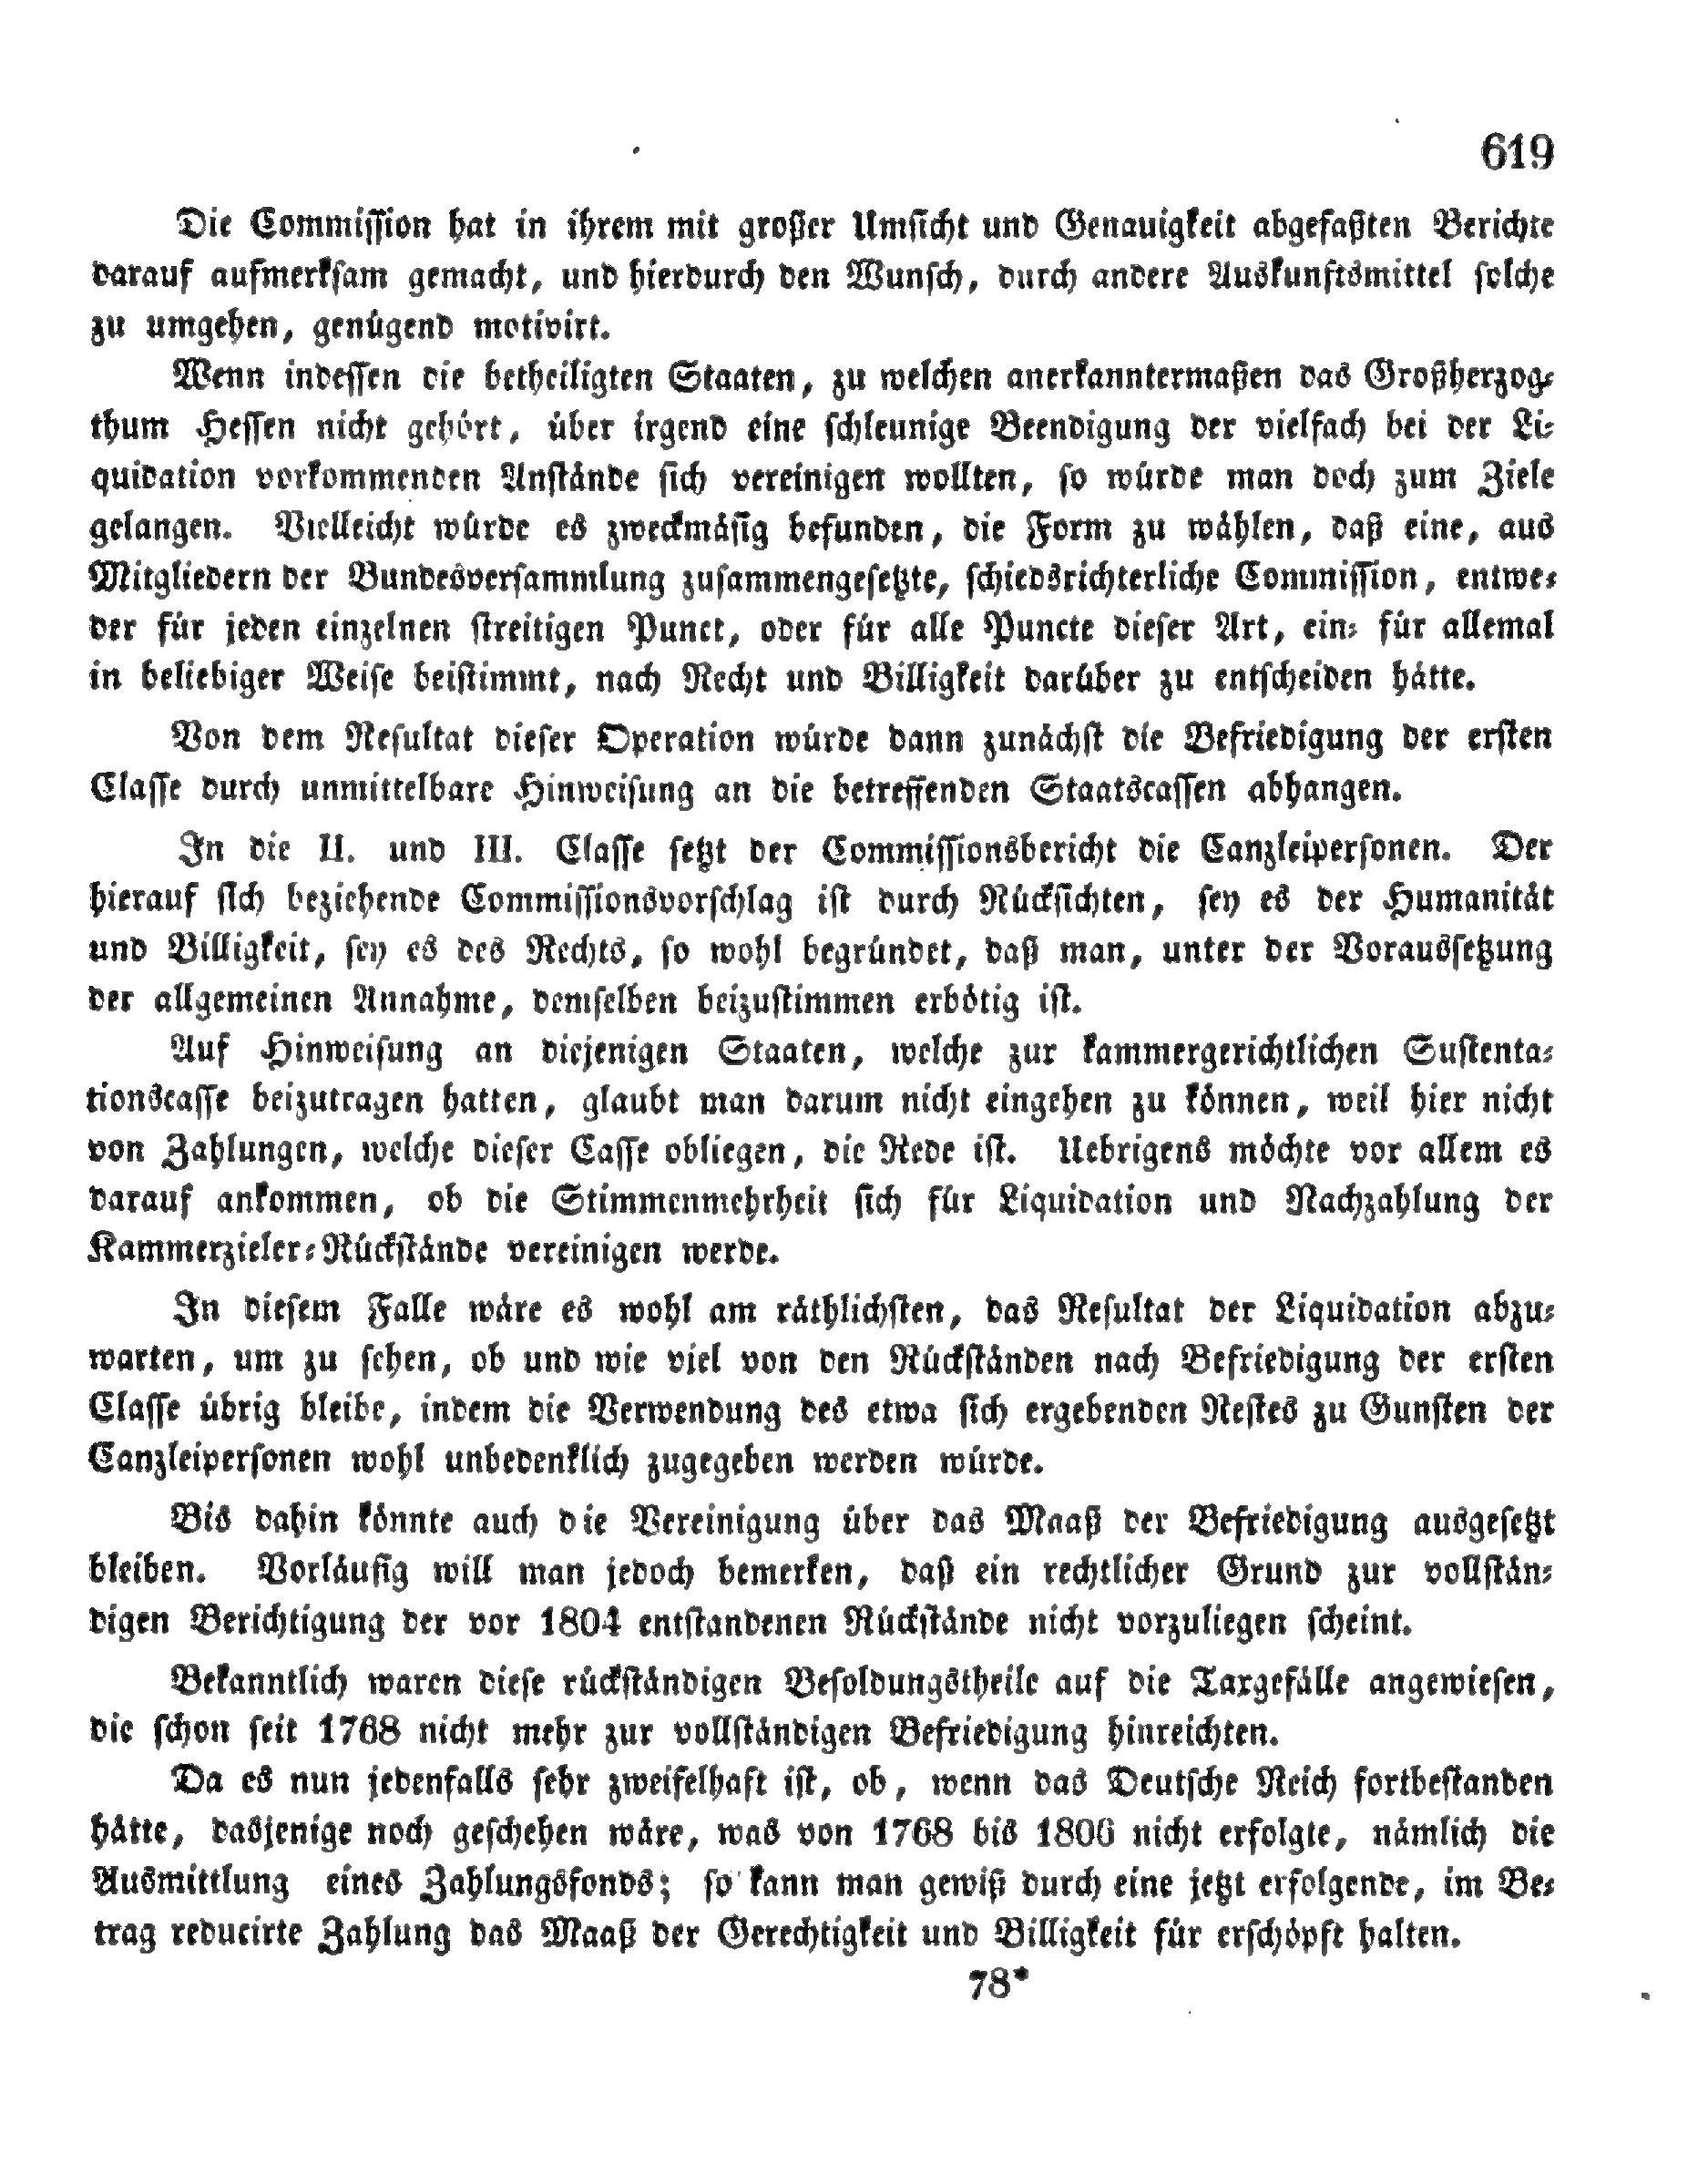 619
Die Commiſſion hat in ihrem mit großer Umſicht und Genauigkeit abgefaßten Berichte
darauf aufmerkſam gemacht, und hierdurch den Wunſch, durch andere Auskunftsmittel ſolche
zu umgehen, genügend motivirt.
Wenn indeſſen die betheiligten Staaten, zu welchen anerkanntermaßen das Großherzog⸗
thum Heſſen nicht gehört, über irgend eine ſchleunige Beendigung der vielfach bei der Li⸗
quidation vorkommenden Anſtände ſich vereinigen wollten, ſo würde man doch zum Ziele
gelangen. Vielleicht würde es zweckmäſig befunden, die Form zu wählen, daß eine, aus
Mitgliedern der Bundesverſammlung zuſammengeſetzte, ſchiedsrichterliche Commiſſion, entwe⸗
der für jeden einzelnen ſtreitigen Punct, oder für alle Puncte dieſer Art, ein⸗ für allemal
in beliebiger Weiſe beiſtimmt, nach Recht und Billigkeit darüber zu entſcheiden hätte.
Von dem Reſultat dieſer Operation würde dann zunächſt die Befriedigung der erſten
Claſſe durch unmittelbare Hinweiſung an die betreffenden Staatscaſſen abhangen.
In die II. und III. Claſſe ſetzt der Commiſſionsbericht die Canzleiperſonen. Der
hierauf ſich beziehende Commiſſionsvorſchlag iſt durch Rückſichten, ſey es der Humanität
und Billigkeit, ſey es des Rechts, ſo wohl begründet, daß man, unter der Vorausſetzung
der allgemeinen Annahme, demſelben beizuſtimmen erbötig iſt.
Auf Hinweiſung an diejenigen Staaten, welche zur kammergerichtlichen Suſtenta⸗
tionscaſſe beizutragen hatten, glaubt man darum nicht eingehen zu können, weil hier nicht
von Zahlungen, welche dieſer Caſſe obliegen, die Rede iſt. Uebrigens möchte vor allem es
darauf ankommen, ob die Stimmenmehrheit ſich für Liquidation und Nachzahlung der
Kammerzieler⸗Rückſtände vereinigen werde.
In dieſem Falle wäre es wohl am räthlichſten, das Reſultat der Liquidation abzu⸗
warten, um zu ſehen, ob und wie viel von den Rückſtänden nach Befriedigung der erſten
Claſſe übrig bleibe, indem die Verwendung des etwa ſich ergebenden Reſtes zu Gunſten der
Canzleiperſonen wohl unbedenklich zugegeben werden würde.
Bis dahin könnte auch die Vereinigung über das Maaß der Befriedigung ausgeſetzt
bleiben. Vorläufig will man jedoch bemerken, daß ein rechtlicher Grund zur vollſtän⸗
digen Berichtigung der vor 1804 entſtandenen Rückſtände nicht vorzuliegen ſcheint.
Bekanntlich waren dieſe rückſtändigen Beſoldungstheile auf die Taxgefälle angewieſen,
die ſchon ſeit 1768 nicht mehr zur vollſtändigen Befriedigung hinreichten.
Da es nun jedenfalls ſehr zweifelhaft iſt, ob, wenn das Deutſche Reich fortbeſtanden
hätte, dasjenige noch geſchehen wäre, was von 1768 bis 1806 nicht erfolgte, nämlich die
Ausmittlung eines Zahlungsfonds; ſo kann man gewiß durch eine jetzt erfolgende, im Be⸗
trag reducirte Zahlung das Maaß der Gerechtigkeit und Billigkeit für erſchöpft halten.
78*